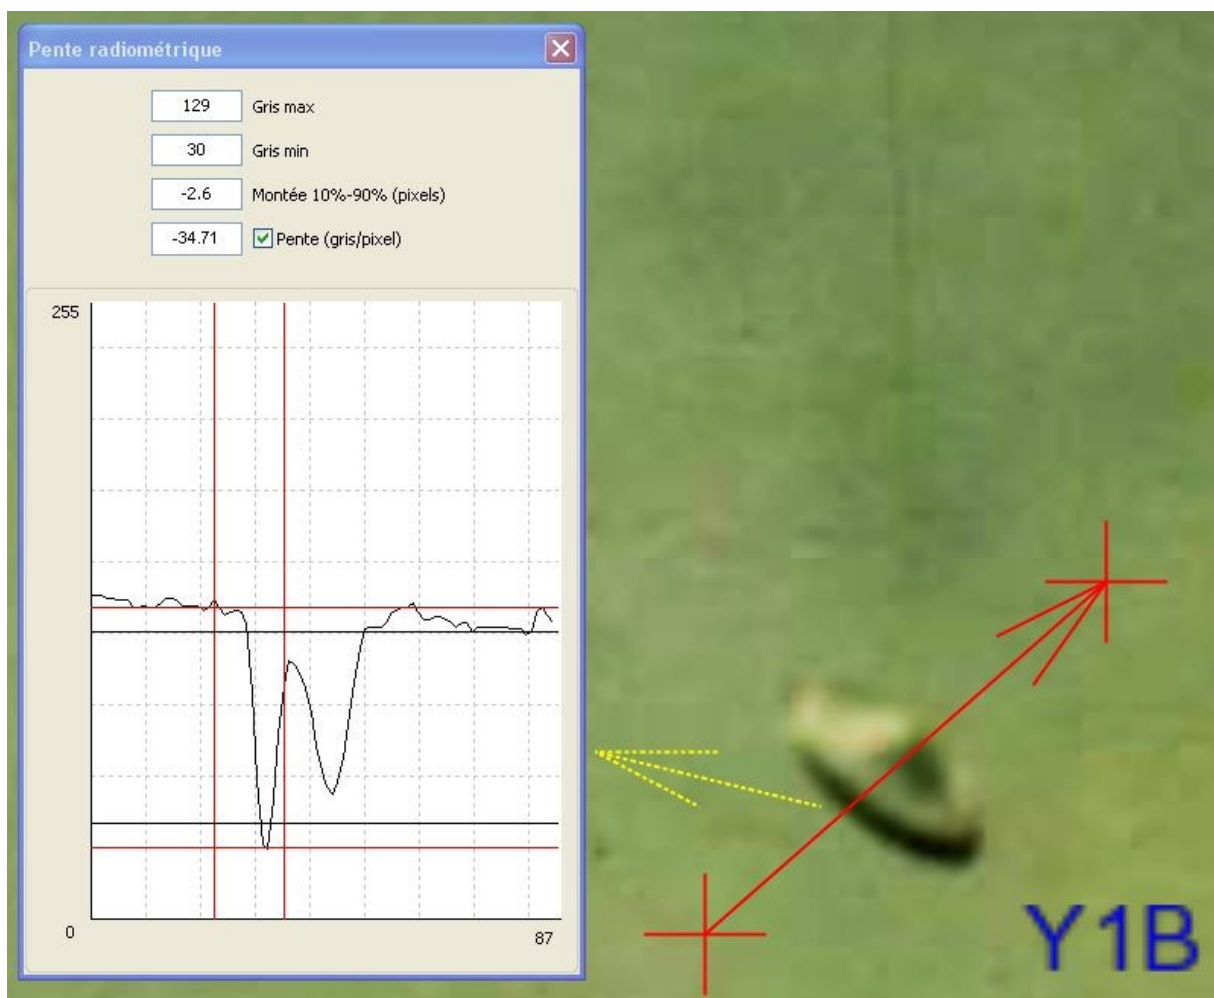 Pente radiométrique
129 Gris max
30 Gris min
-2.6 Montée 10%-90% (pixels)
-34.71 Pente (gris/pixel)
255
0
87
Y1B